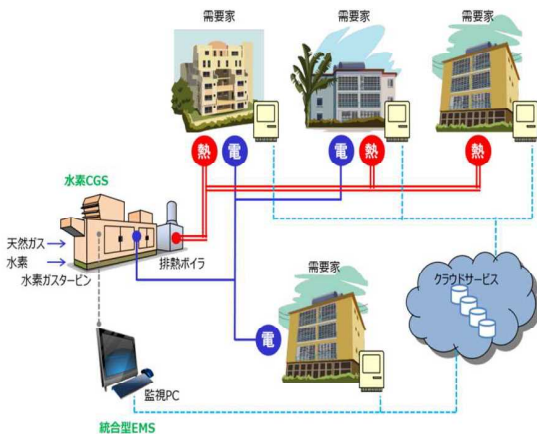 需要家
需要家
需要家
熱
電
電
熱
熱
水素CGS
天然ガス
水素
水素ガスタービン
排熱ボイラ
需要家
クラウドサービス
電
監視PC
統合型EMS